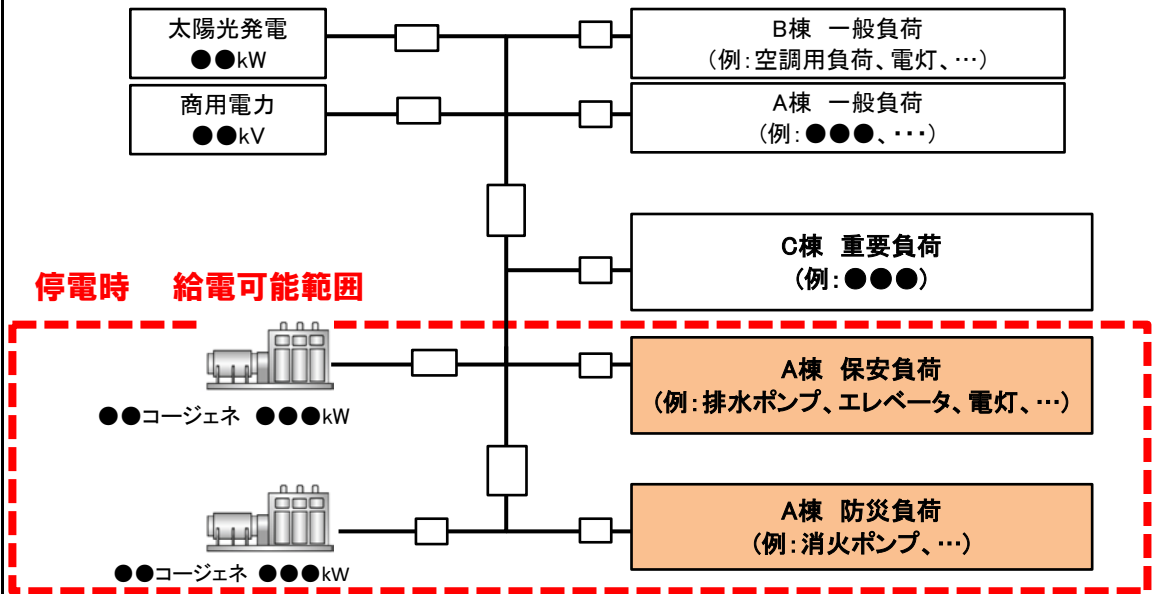 太陽光発電
●●kW
B棟 一般負荷
(例:空調用負荷、電灯、…)
商用電力
●●kV
A棟 一般負荷
(例:●●●、・・・)
C棟 重要負荷
(例:●●●)
停電時 給電可能範囲
A棟 保安負荷
(例:排水ポンプ、エレベータ、電灯、…)
●●コージェネ ●●●kW
A棟 防災負荷
(例:消火ポンプ、…)
●●コージェネ ●●●kW